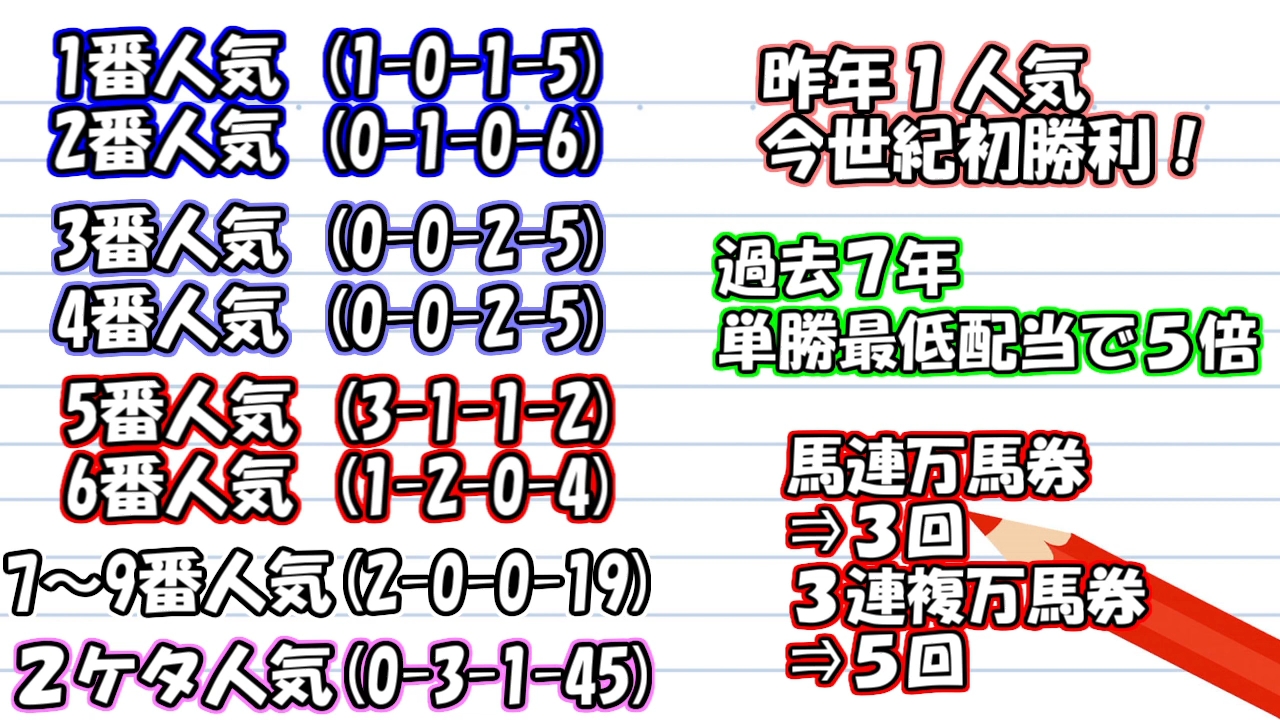 1番人気 (1-0-1-5)
2番人気 (0-1-0-6)
3番人気 (0-0-2-5)
4番人気 (0-0-2-5)
5番人気 (3-1-1-2)
6番人気 (1-2-0-4)
7～9番人気(2-0-0-19)
2ケタ人気(0-3-1-45)
昨年１人気
今世紀初勝利！
過去７年
単勝最低配当で５倍
馬連万馬券
⇒３回
３連複万馬券
⇒５回